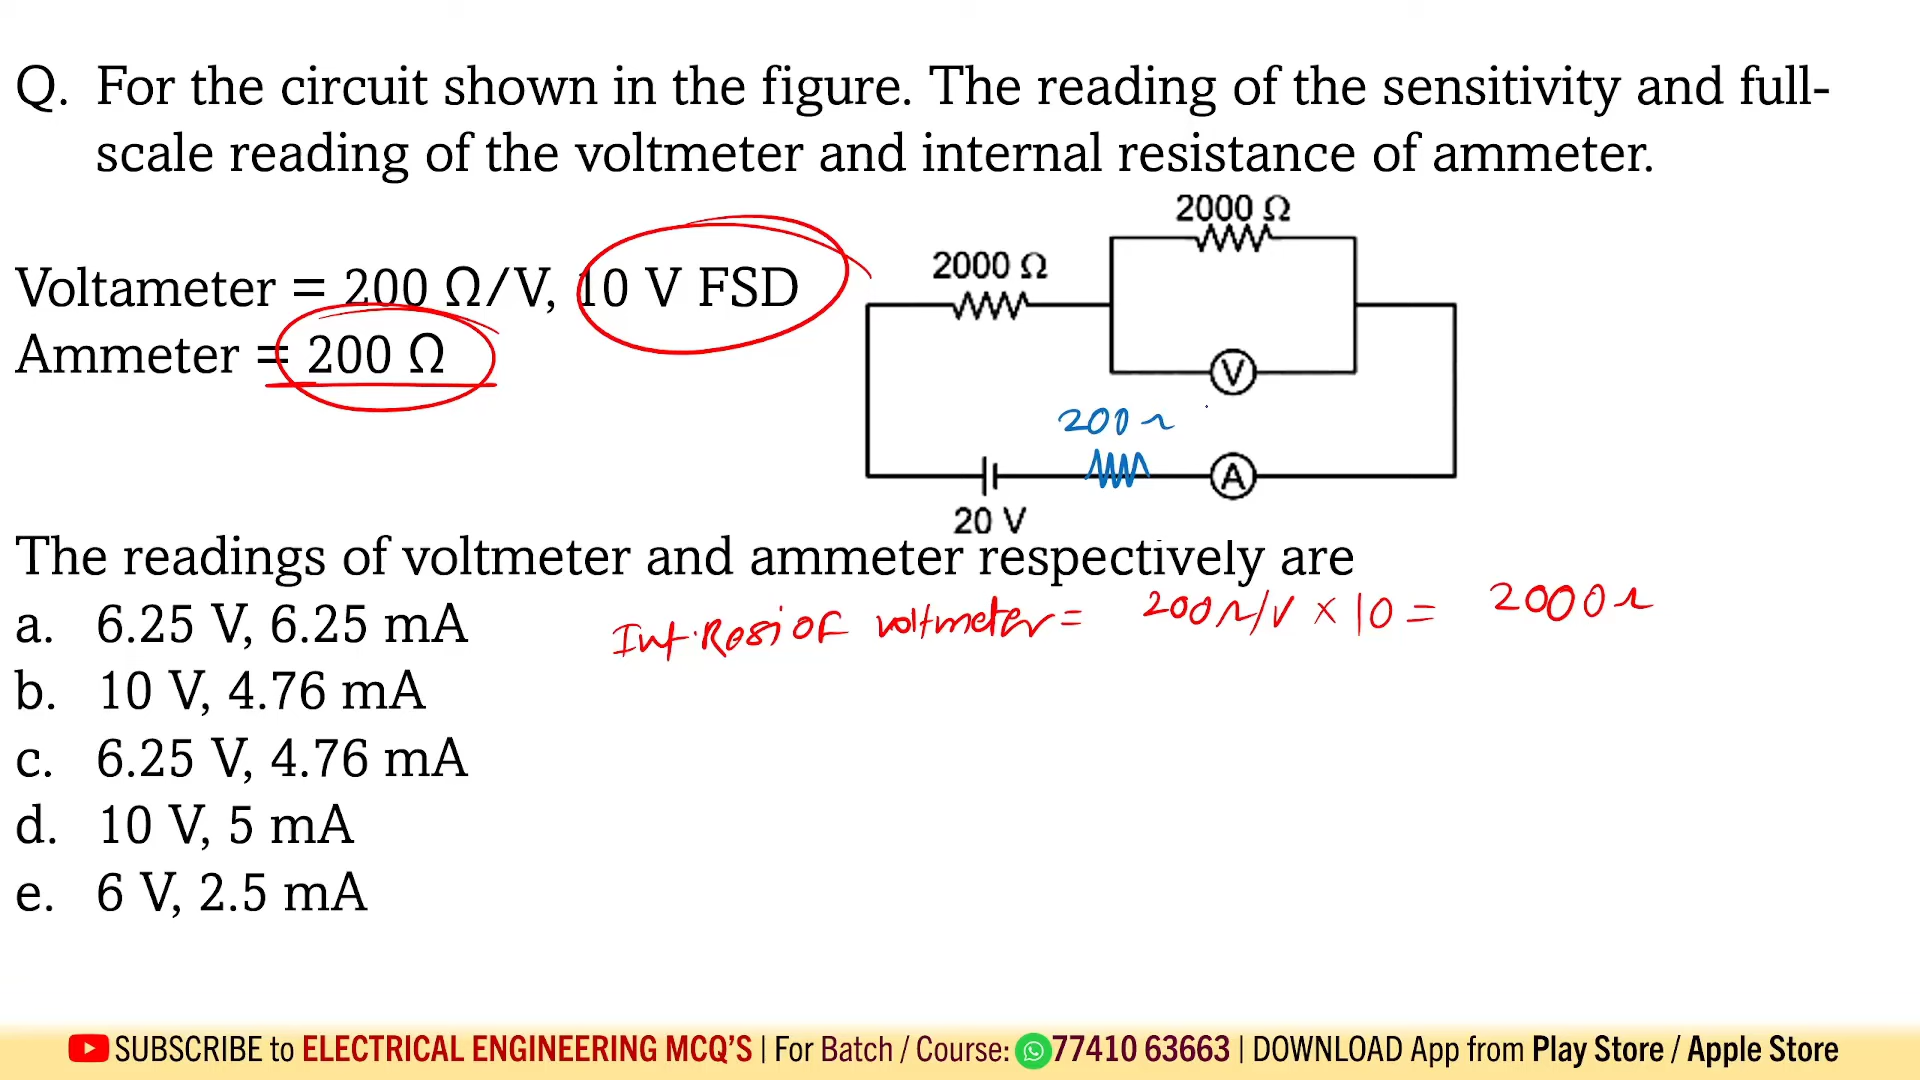 Q. For the circuit shown in the figure. The reading of the sensitivity and full-
scale reading of the voltmeter and internal resistance of ammeter.
Voltameter = 200 Ω/V, 10 V FSD
Ammeter = 200 Ω
2000 Ω
2000 Ω
V
200 Ω
A
20 V
The readings of voltmeter and ammeter respectively are
a. 6.25 V, 6.25 mA
Int. Resi of voltmeter = 200Ω/V × 10 = 2000Ω
b. 10 V, 4.76 mA
c. 6.25 V, 4.76 mA
d. 10 V, 5 mA
e. 6 V, 2.5 mA
SUBSCRIBE to ELECTRICAL ENGINEERING MCQ'S | For Batch / Course: 77410 63663 | DOWNLOAD App from Play Store / Apple Store